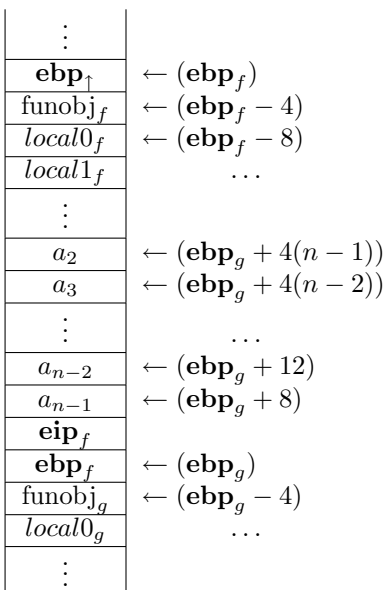 ⋮
ebp↑ ← (ebp_f)
funobj_f ← (ebp_f − 4)
local0_f ← (ebp_f − 8)
local1_f ...
⋮
a_2 ← (ebp_g + 4(n − 1))
a_3 ← (ebp_g + 4(n − 2))
⋮ ...
a_{n−2} ← (ebp_g + 12)
a_{n−1} ← (ebp_g + 8)
eip_f
ebp_f ← (ebp_g)
funobj_g ← (ebp_g − 4)
local0_g ...
⋮